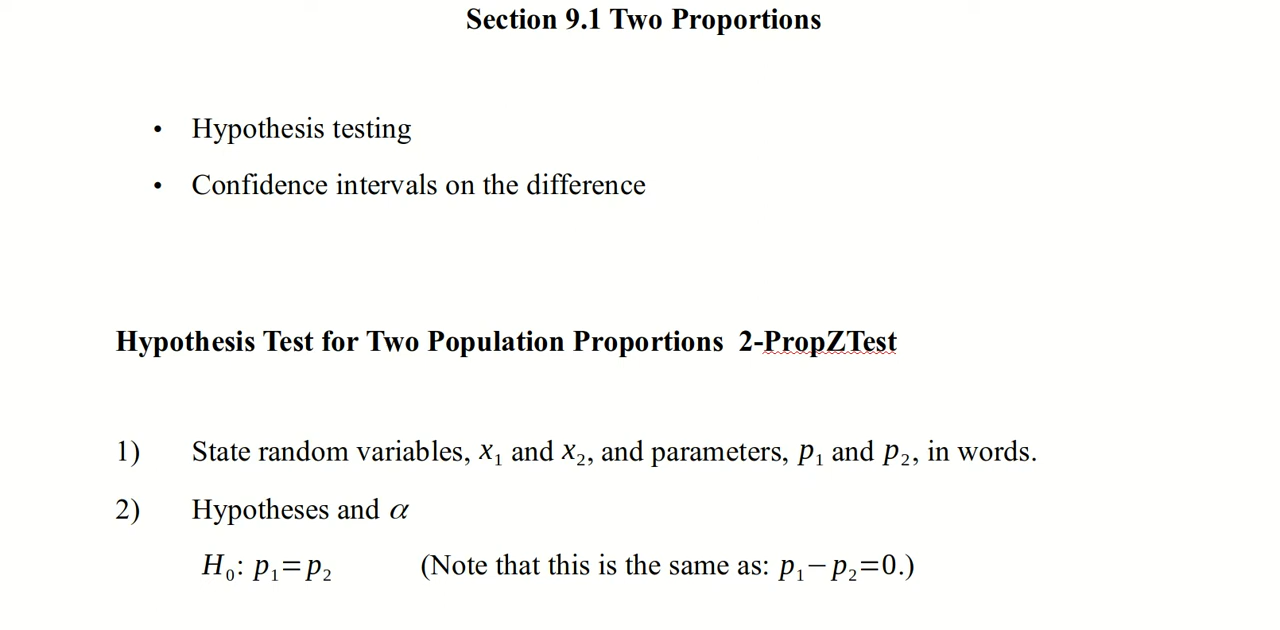 Section 9.1 Two Proportions
• Hypothesis testing
• Confidence intervals on the difference
Hypothesis Test for Two Population Proportions 2-PropZTest
1) State random variables, x₁ and x₂, and parameters, p₁ and p₂, in words.
2) Hypotheses and α
H₀: p₁=p₂ (Note that this is the same as: p₁−p₂=0.)